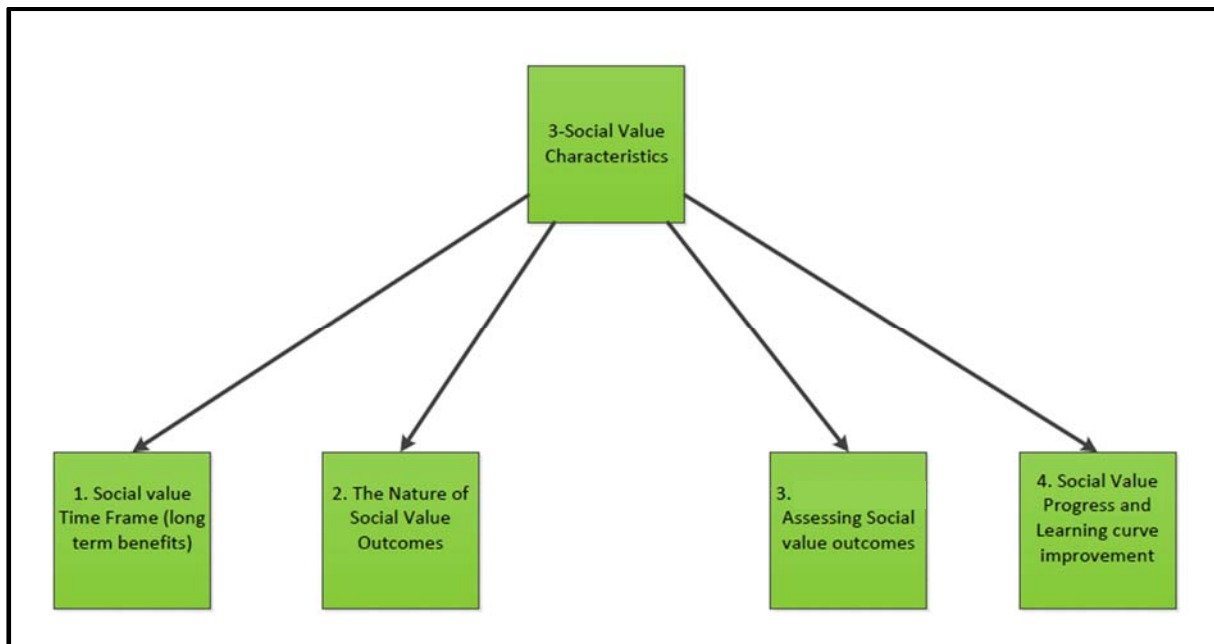 3-Social Value
Characteristics
1. Social value
Time Frame (long
term benefits)
2. The Nature of
Social Value
Outcomes
3.
Assessing Social
value outcomes
4. Social Value
Progress and
Learning curve
improvement